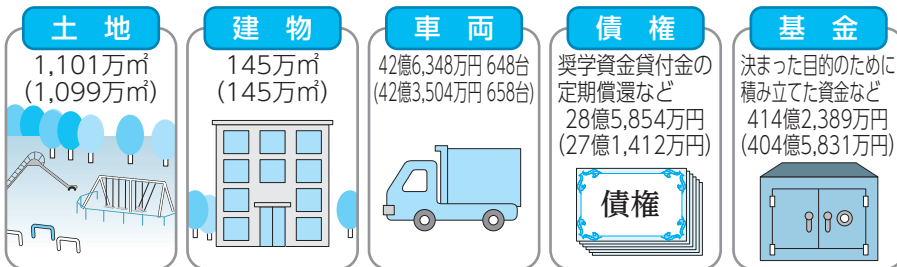 土地
1,101万㎡
(1,099万㎡)
建物
145万㎡
(145万㎡)
車両
42億6,348万円 648台
(42億3,504万円 658台)
債権
奨学資金貸付金の
定期償還など
28億5,854万円
(27億1,412万円)
債権
基金
決まった目的のために
積み立てた資金など
414億2,389万円
(404億5,831万円)